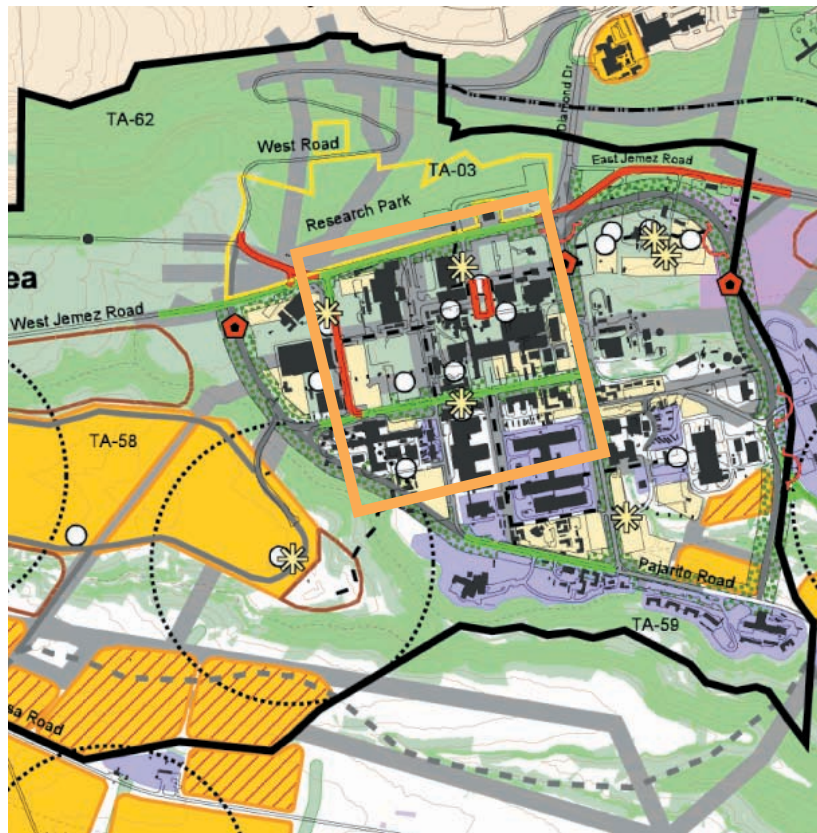 TA-62
Diamond Dr
West Road
TA-03
East Jemez Road
Research Park
ea
West Jemez Road
TA-58
Pajarito Road
TA-59
sa Road